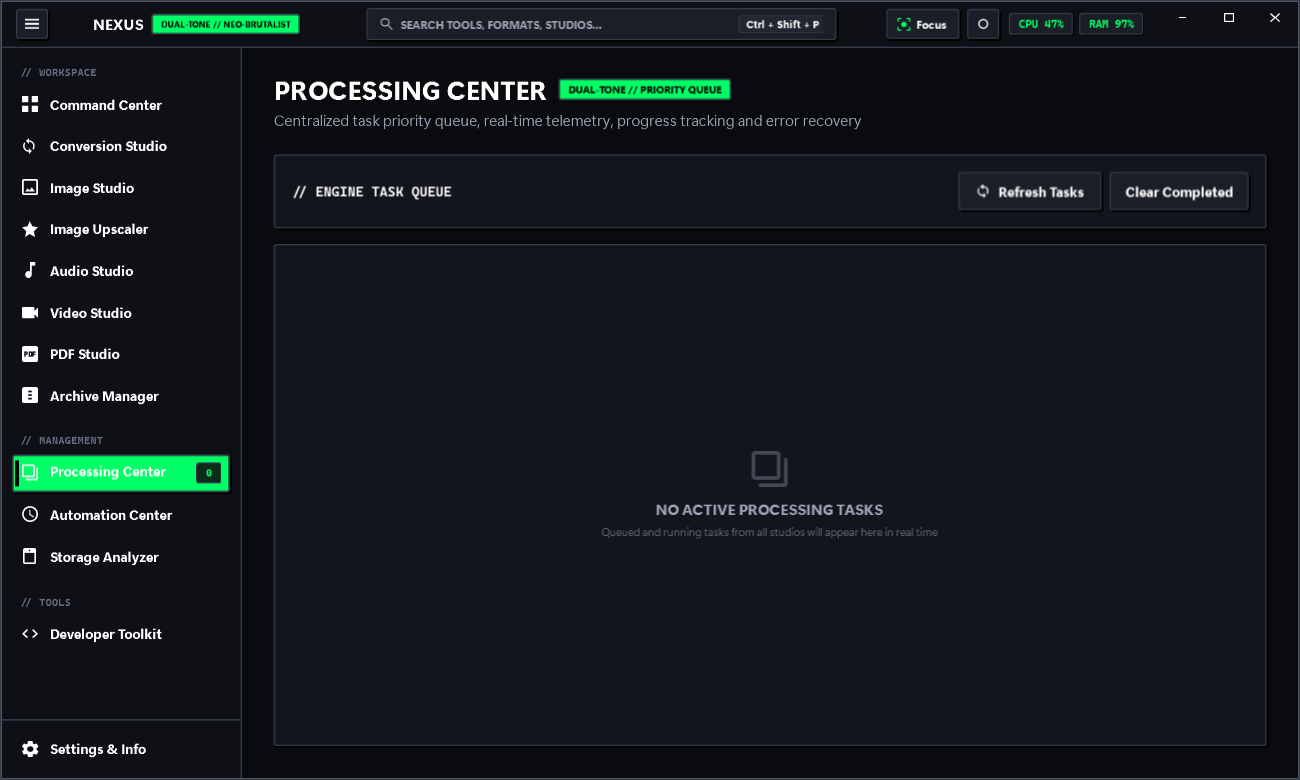 NEXUS DUAL-TONE // NEO-BRUTALIST
SEARCH TOOLS, FORMATS, STUDIOS...
Ctrl + Shift + P
Focus
CPU 47%
RAM 97%
// WORKSPACE
Command Center
Conversion Studio
Image Studio
Image Upscaler
Audio Studio
Video Studio
PDF
PDF Studio
Archive Manager
// MANAGEMENT
Processing Center 0
Automation Center
Storage Analyzer
// TOOLS
Developer Toolkit
Settings & Info
PROCESSING CENTER DUAL-TONE // PRIORITY QUEUE
Centralized task priority queue, real-time telemetry, progress tracking and error recovery
// ENGINE TASK QUEUE
Refresh Tasks
Clear Completed
NO ACTIVE PROCESSING TASKS
Queued and running tasks from all studios will appear here in real time